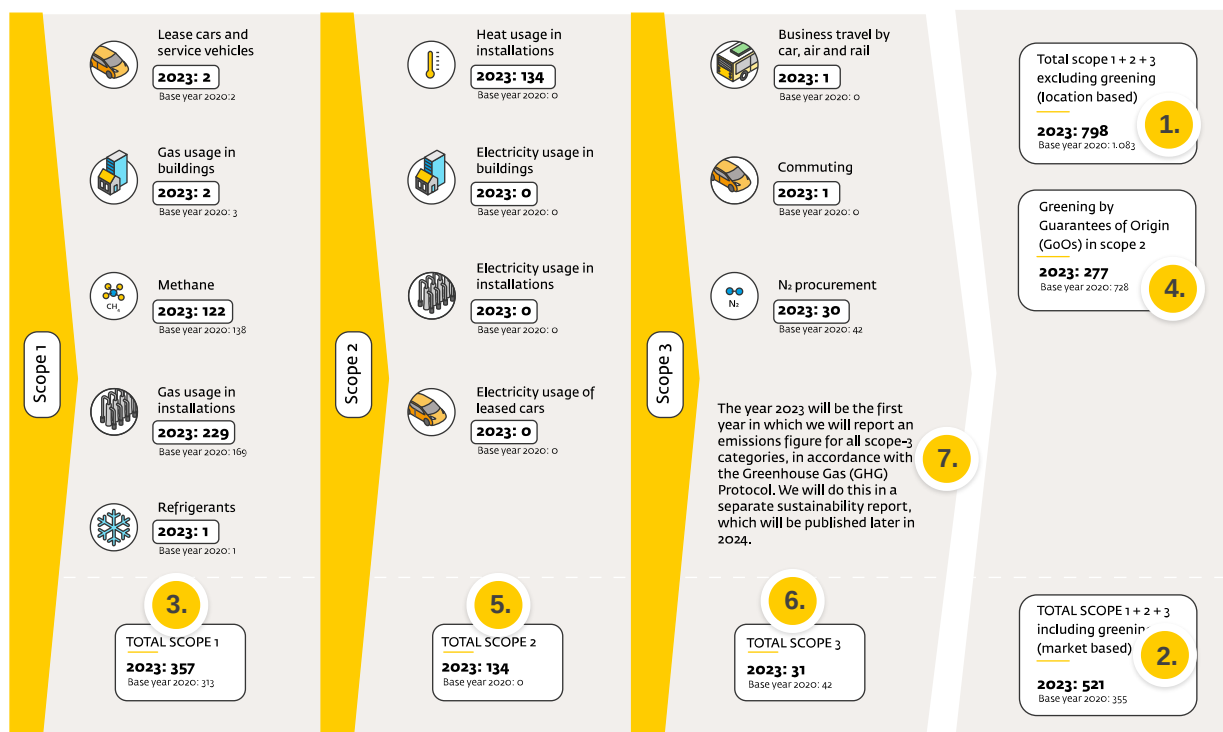 Scope 1
Lease cars and
service vehicles
2023: 2
Base year 2020:2
Gas usage in
buildings
2023: 2
Base year 2020: 3
CH₄
Methane
2023: 122
Base year 2020: 138
Gas usage in
installations
2023: 229
Base year 2020: 169
Refrigerants
2023: 1
Base year 2020: 1
3.
TOTAL SCOPE 1
2023: 357
Base year 2020: 313
Scope 2
Heat usage in
installations
2023: 134
Base year 2020: 0
Electricity usage in
buildings
2023: 0
Base year 2020: 0
Electricity usage in
installations
2023: 0
Base year 2020: 0
Electricity usage of
leased cars
2023: 0
Base year 2020: 0
5.
TOTAL SCOPE 2
2023: 134
Base year 2020: 0
Scope 3
Business travel by
car, air and rail
2023: 1
Base year 2020: 0
Commuting
2023: 1
Base year 2020: 0
N₂
N₂ procurement
2023: 30
Base year 2020: 42
The year 2023 will be the first
year in which we will report an
emissions figure for all scope-3
categories, in accordance with
the Greenhouse Gas (GHG)
Protocol. We will do this in a
separate sustainability report,
which will be published later in
2024.
7.
6.
TOTAL SCOPE 3
2023: 31
Base year 2020: 42
Total scope 1 + 2 + 3
excluding greening
(location based)
1.
2023: 798
Base year 2020: 1.083
Greening by
Guarantees of Origin
(GoOs) in scope 2
2023: 277
Base year 2020: 728
4.
TOTAL SCOPE 1 + 2 + 3
including greening
(market based)
2.
2023: 521
Base year 2020: 355